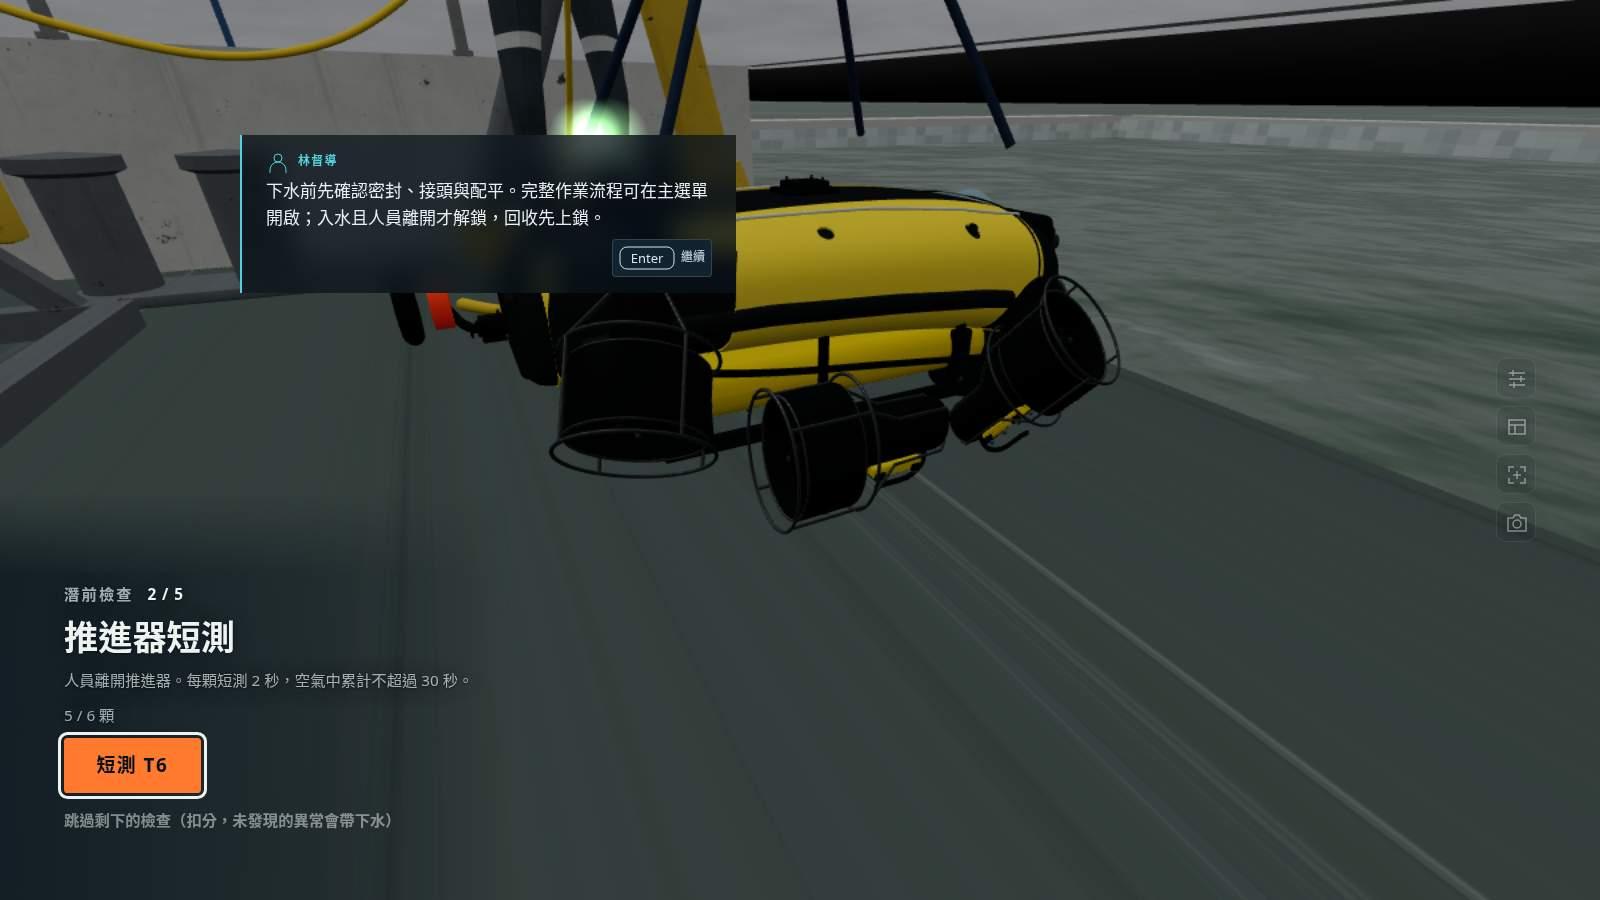 林督導
下水前先確認密封、接頭與配平。完整作業流程可在主選單
開啟；入水且人員離開才解鎖，回收先上鎖。
Enter 繼續
潛前檢查 2 / 5
推進器短測
人員離開推進器。每顆短測 2 秒，空氣中累計不超過 30 秒。
5 / 6 顆
短測 T6
跳過剩下的檢查（扣分，未發現的異常會帶下水）